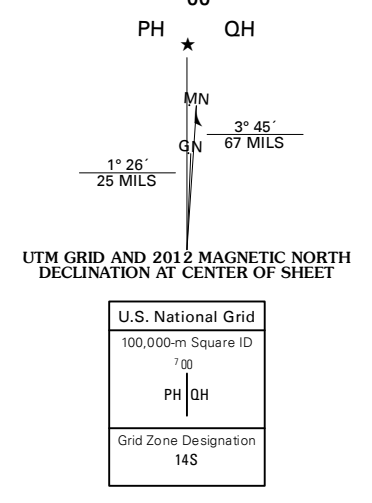 00
PH ★ QH
MN
3° 45´
67 MILS
GN
1° 26´
25 MILS
UTM GRID AND 2012 MAGNETIC NORTH
DECLINATION AT CENTER OF SHEET
U.S. National Grid
100,000-m Square ID
7 00
PH QH
Grid Zone Designation
14S